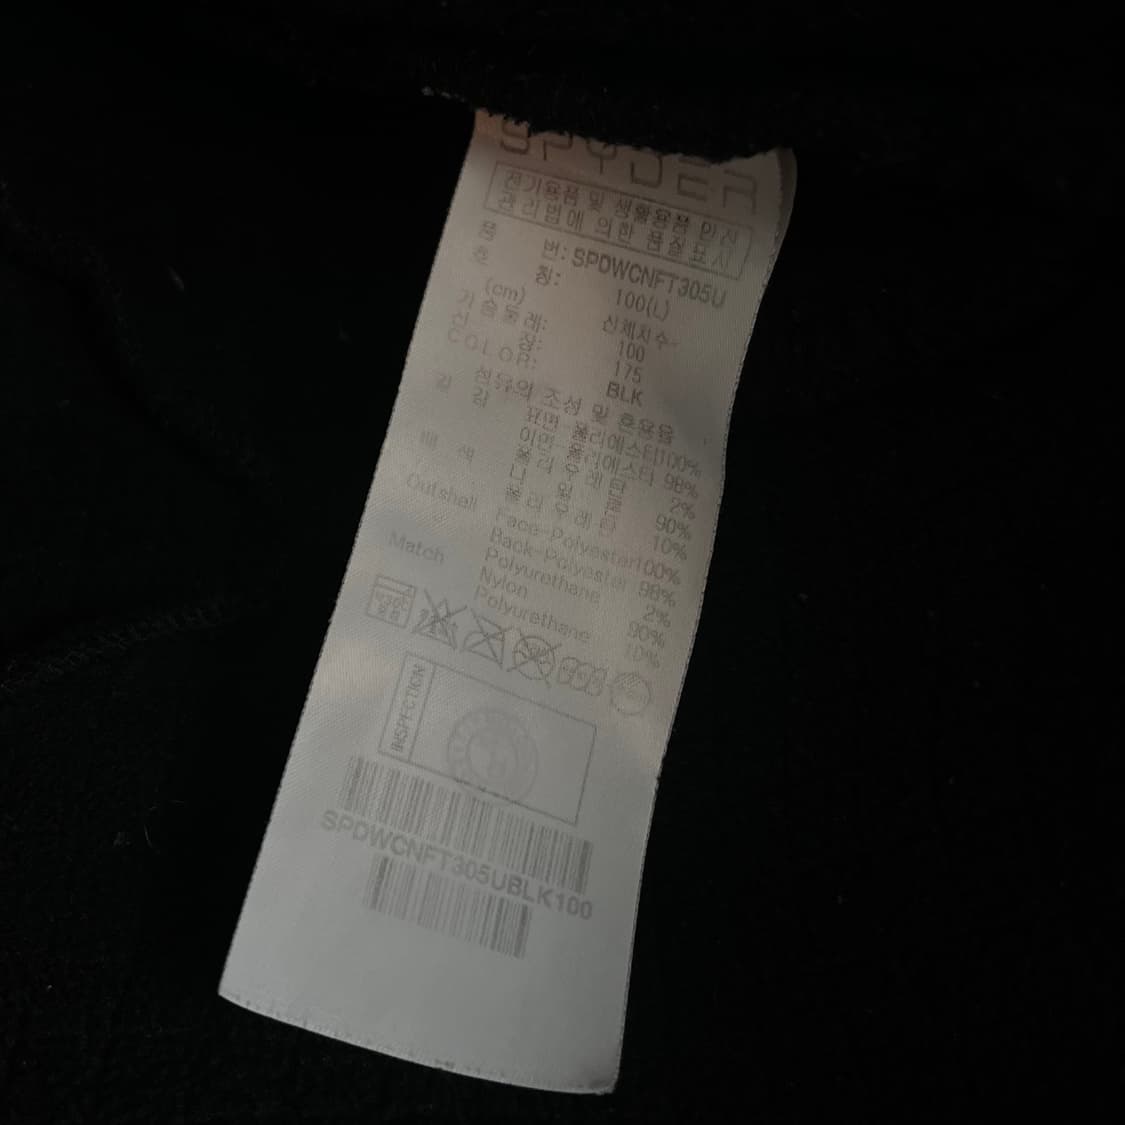 SPYDER
전기용품 및 생활용품 안전
관리법에 의한 품질표시
품 번: SPDWCNFT305U
호 칭: 100(L)
(cm) 신체치수-
가 슴 둘 레: 100
신 장: 175
COLOR: BLK
섬유의 조성 및 혼용율
겉 감 표면-폴리에스터100%
이면-폴리에스터 98%
폴 리 우 레 탄 2%
배 색 나 일 론 90%
폴 리 우 레 탄 10%
Outshell Face-Polyester100%
Back-Polyester 98%
Polyurethane 2%
Match Nylon 90%
Polyurethane 10%
INSPECTION
SPDWCNFT305UBLK100